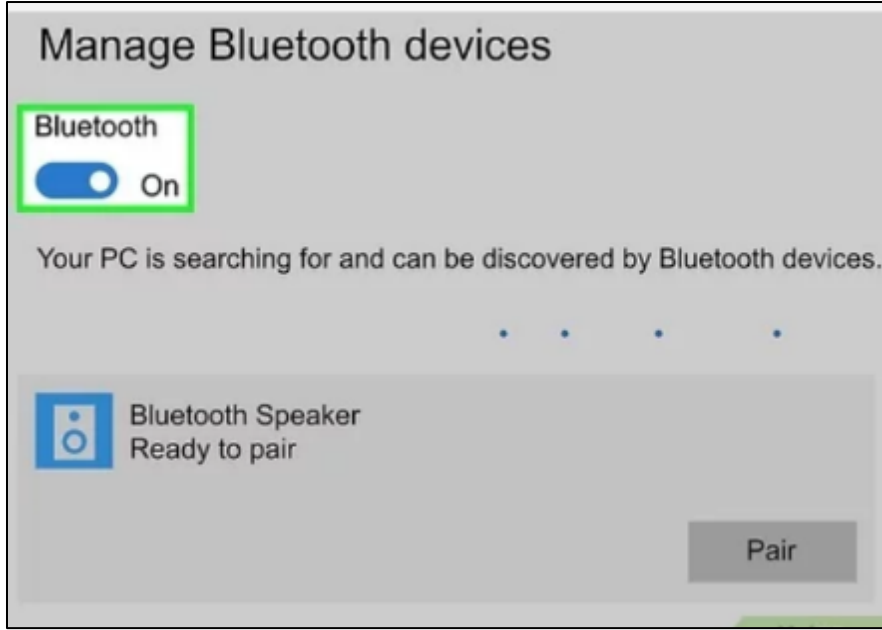 Manage Bluetooth devices
Bluetooth
On
Your PC is searching for and can be discovered by Bluetooth devices.
Bluetooth Speaker
Ready to pair
Pair